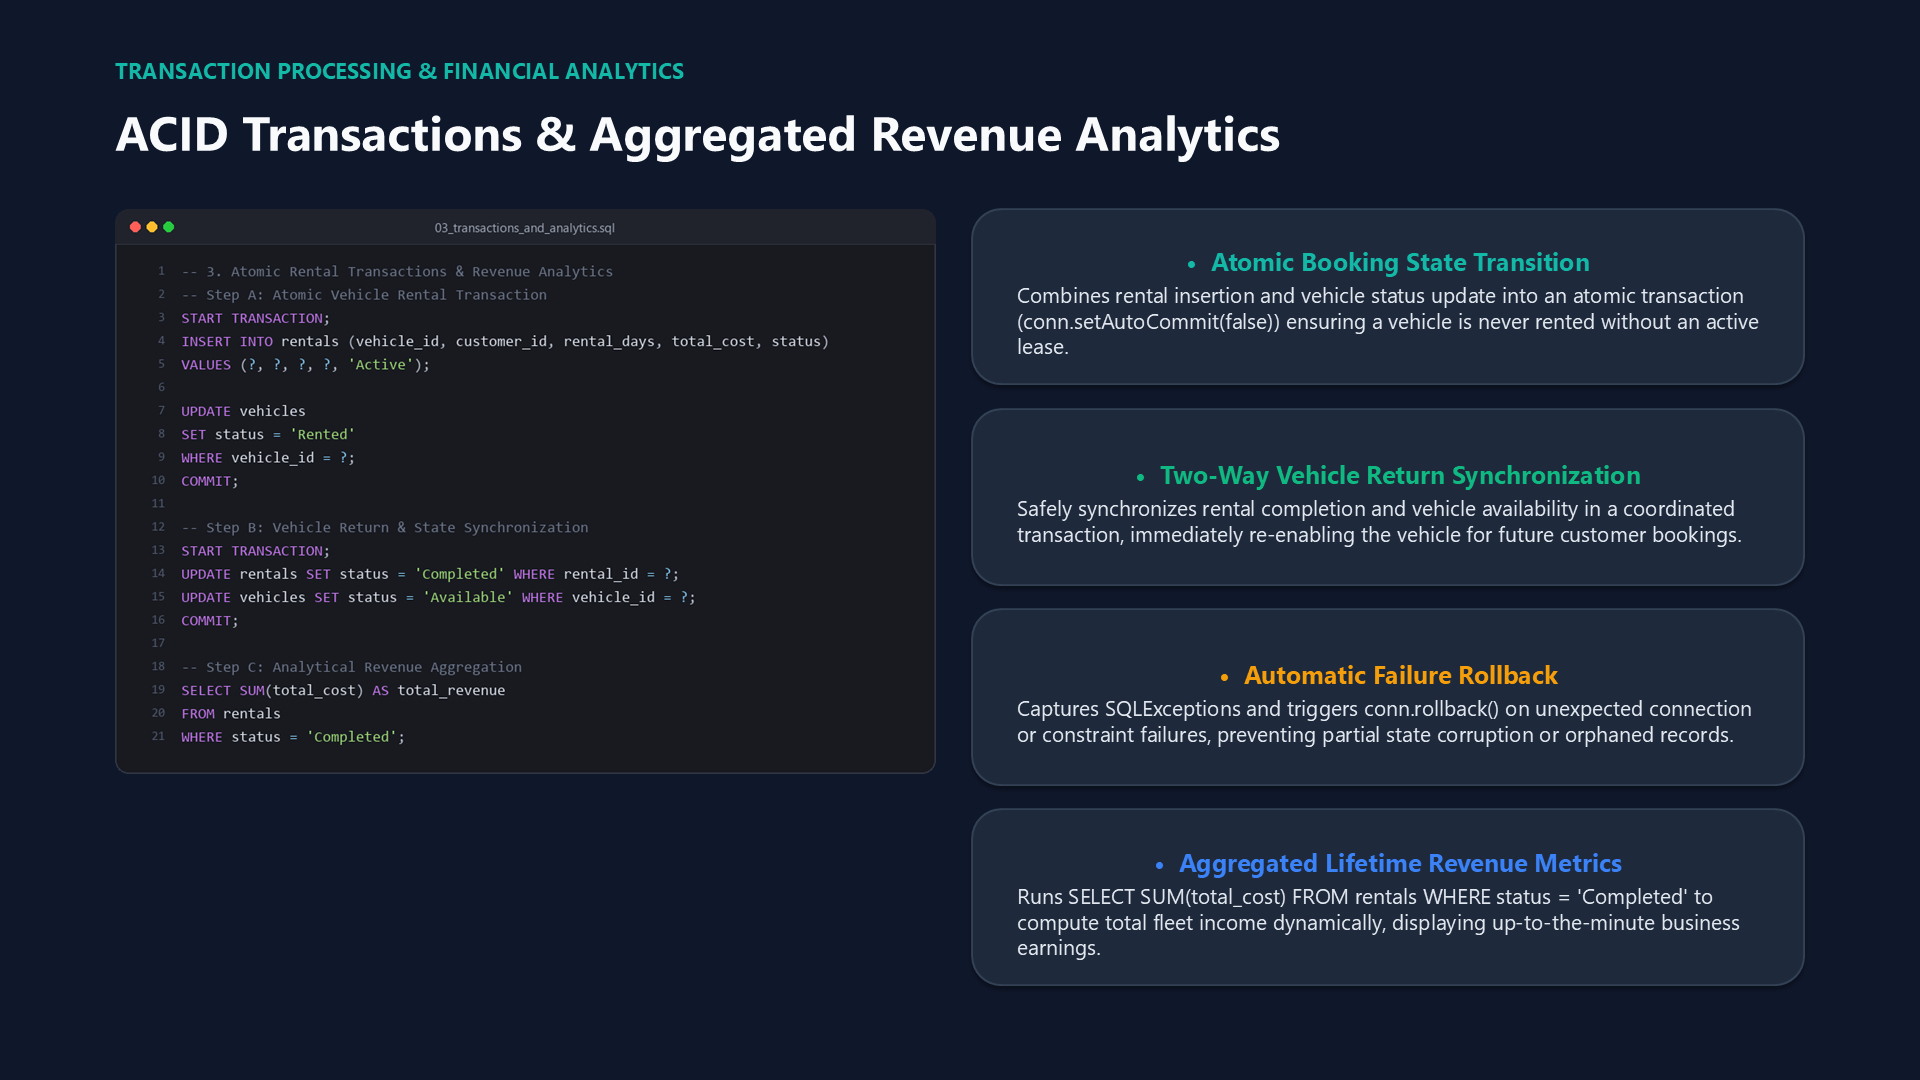 TRANSACTION PROCESSING & FINANCIAL ANALYTICS
ACID Transactions & Aggregated Revenue Analytics
03_transactions_and_analytics.sql
1 -- 3. Atomic Rental Transactions & Revenue Analytics
2 -- Step A: Atomic Vehicle Rental Transaction
3 START TRANSACTION;
4 INSERT INTO rentals (vehicle_id, customer_id, rental_days, total_cost, status)
5 VALUES (?, ?, ?, ?, 'Active');
6
7 UPDATE vehicles
8 SET status = 'Rented'
9 WHERE vehicle_id = ?;
10 COMMIT;
11
12 -- Step B: Vehicle Return & State Synchronization
13 START TRANSACTION;
14 UPDATE rentals SET status = 'Completed' WHERE rental_id = ?;
15 UPDATE vehicles SET status = 'Available' WHERE vehicle_id = ?;
16 COMMIT;
17
18 -- Step C: Analytical Revenue Aggregation
19 SELECT SUM(total_cost) AS total_revenue
20 FROM rentals
21 WHERE status = 'Completed';
• Atomic Booking State Transition
Combines rental insertion and vehicle status update into an atomic transaction
(conn.setAutoCommit(false)) ensuring a vehicle is never rented without an active
lease.
• Two-Way Vehicle Return Synchronization
Safely synchronizes rental completion and vehicle availability in a coordinated
transaction, immediately re-enabling the vehicle for future customer bookings.
• Automatic Failure Rollback
Captures SQLExceptions and triggers conn.rollback() on unexpected connection
or constraint failures, preventing partial state corruption or orphaned records.
• Aggregated Lifetime Revenue Metrics
Runs SELECT SUM(total_cost) FROM rentals WHERE status = 'Completed' to
compute total fleet income dynamically, displaying up-to-the-minute business
earnings.